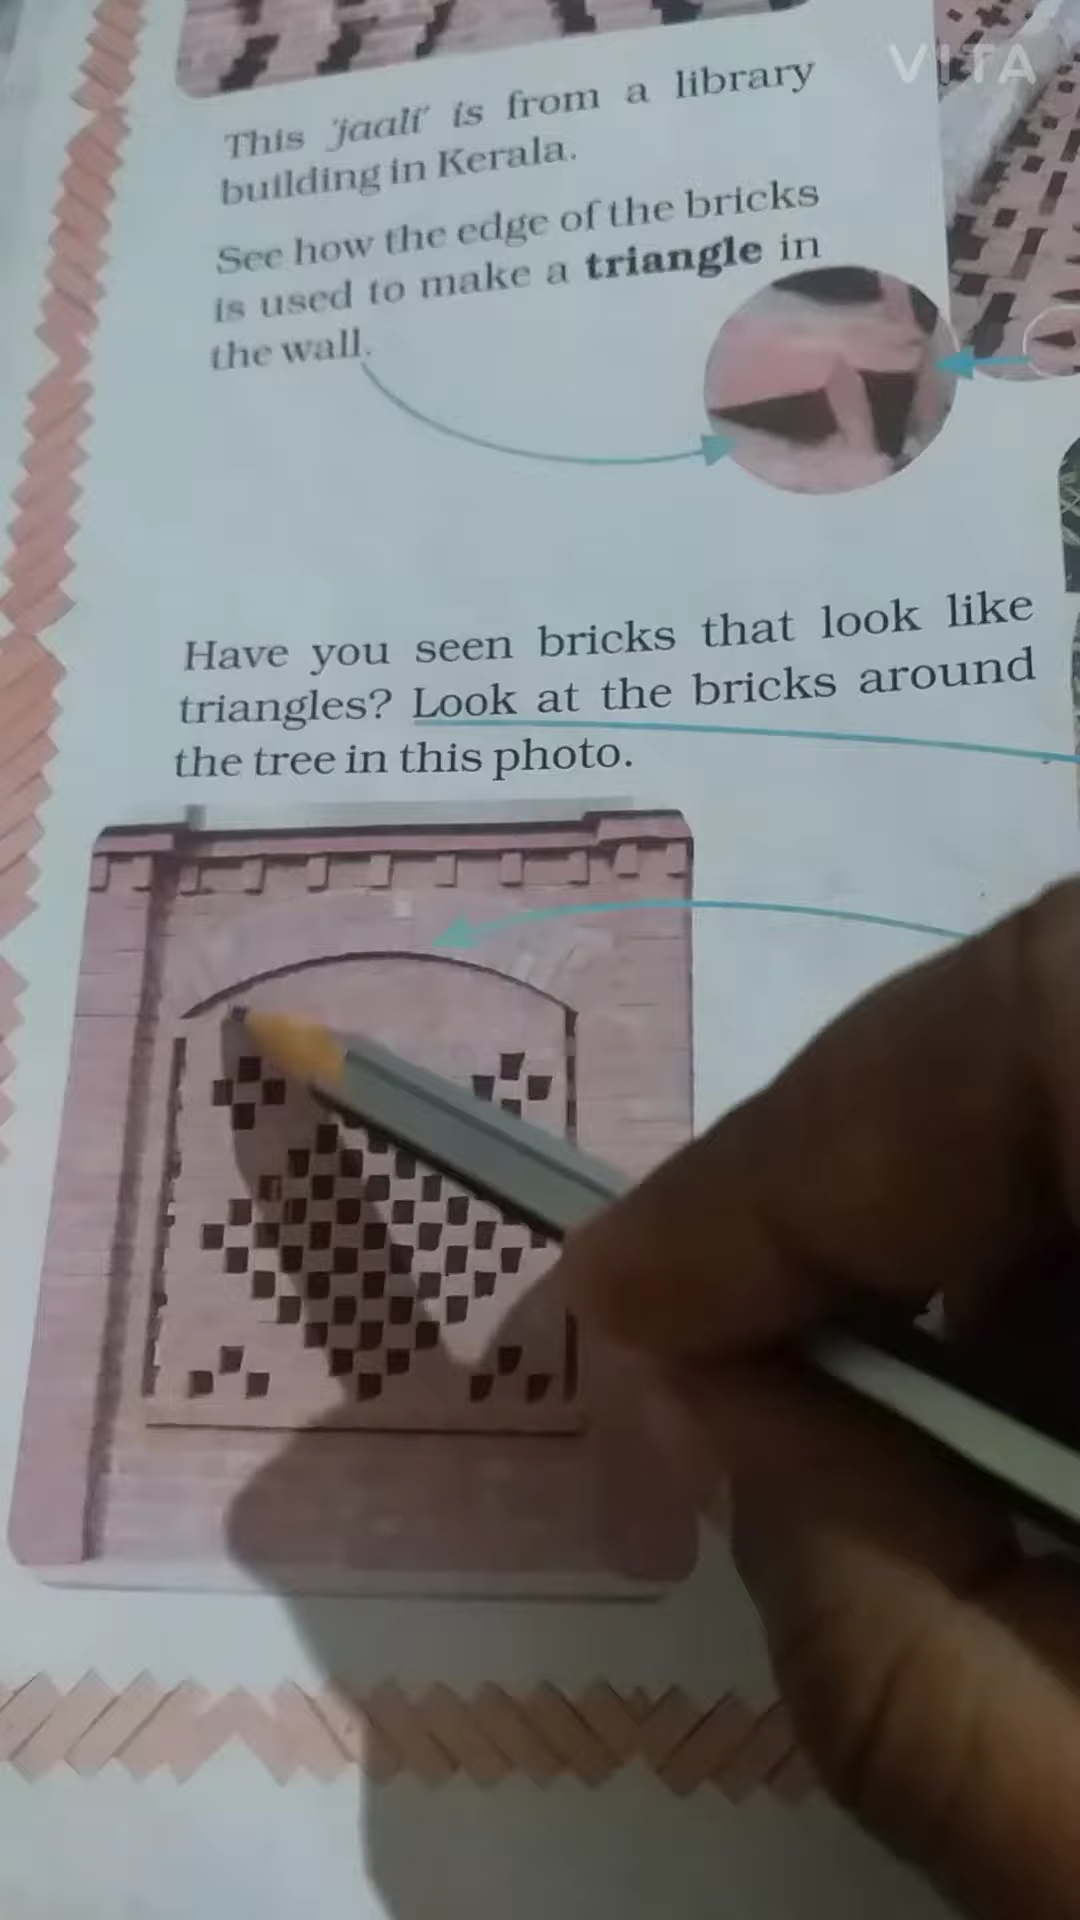 VITA
This 'jaali' is from a library
building in Kerala.
See how the edge of the bricks
is used to make a triangle in
the wall.
Have you seen bricks that look like
triangles? Look at the bricks around
the tree in this photo.